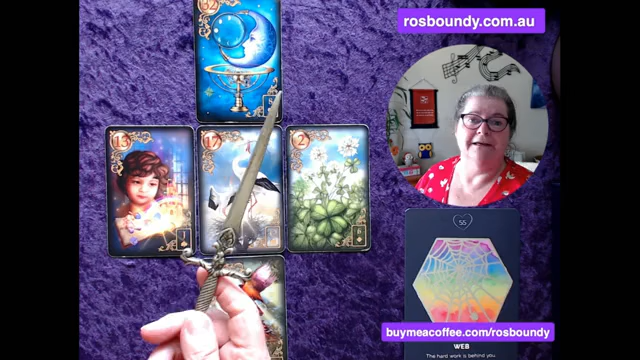 rosboundy.com.au
32
13
17
2
55
WEB
The hard work is behind you.
buymeacoffee.com/rosboundy